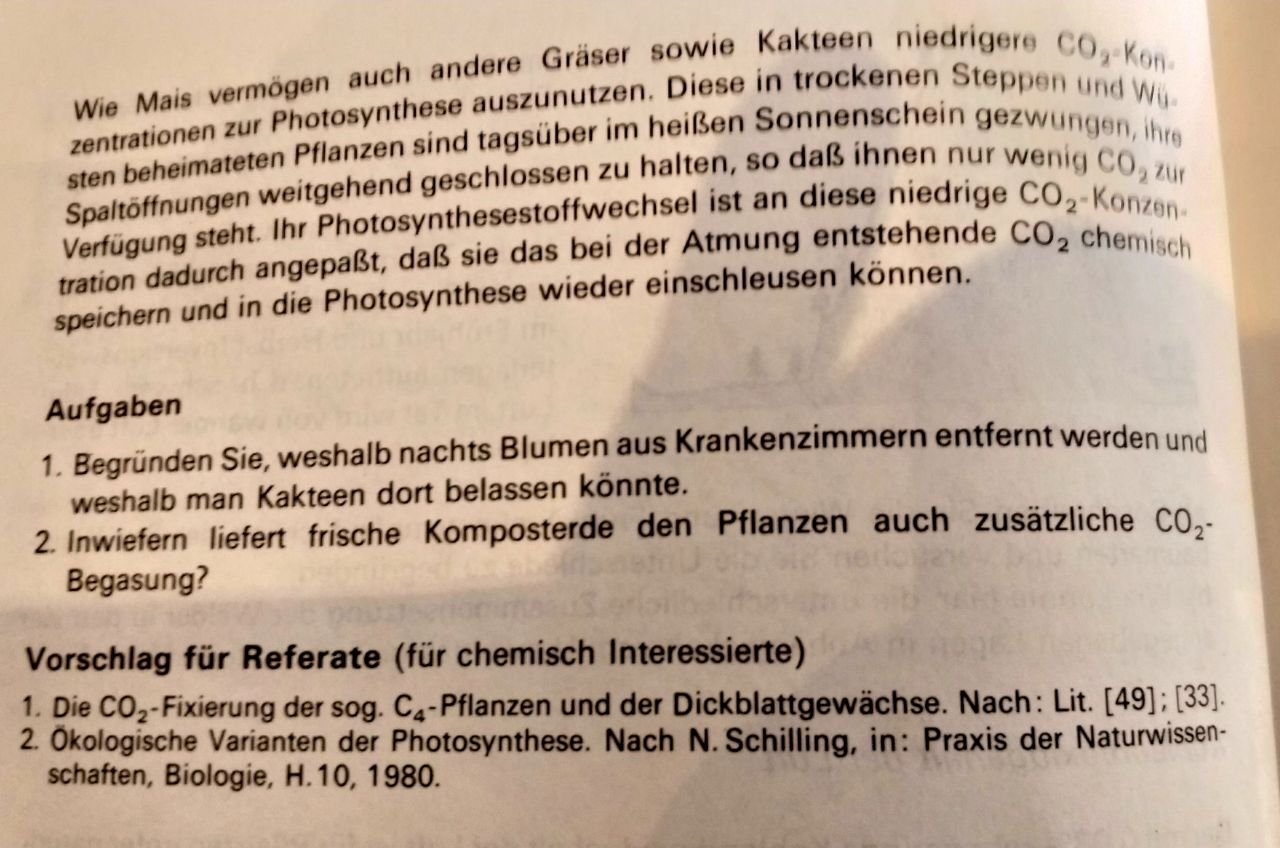 Wie Mais vermögen auch andere Gräser sowie Kakteen niedrigere CO₂-Kon-
zentrationen zur Photosynthese auszunutzen. Diese in trockenen Steppen und Wü-
sten beheimateten Pflanzen sind tagsüber im heißen Sonnenschein gezwungen, ihre
Spaltöffnungen weitgehend geschlossen zu halten, so daß ihnen nur wenig CO₂ zur
Verfügung steht. Ihr Photosynthesestoffwechsel ist an diese niedrige CO₂-Konzen-
tration dadurch angepaßt, daß sie das bei der Atmung entstehende CO₂ chemisch
speichern und in die Photosynthese wieder einschleusen können.
Aufgaben
1. Begründen Sie, weshalb nachts Blumen aus Krankenzimmern entfernt werden und
weshalb man Kakteen dort belassen könnte.
2. Inwiefern liefert frische Komposterde den Pflanzen auch zusätzliche CO₂-
Begasung?
Vorschlag für Referate (für chemisch Interessierte)
1. Die CO₂-Fixierung der sog. C₄-Pflanzen und der Dickblattgewächse. Nach: Lit. [49]; [33].
2. Ökologische Varianten der Photosynthese. Nach N. Schilling, in: Praxis der Naturwissen-
schaften, Biologie, H. 10, 1980.